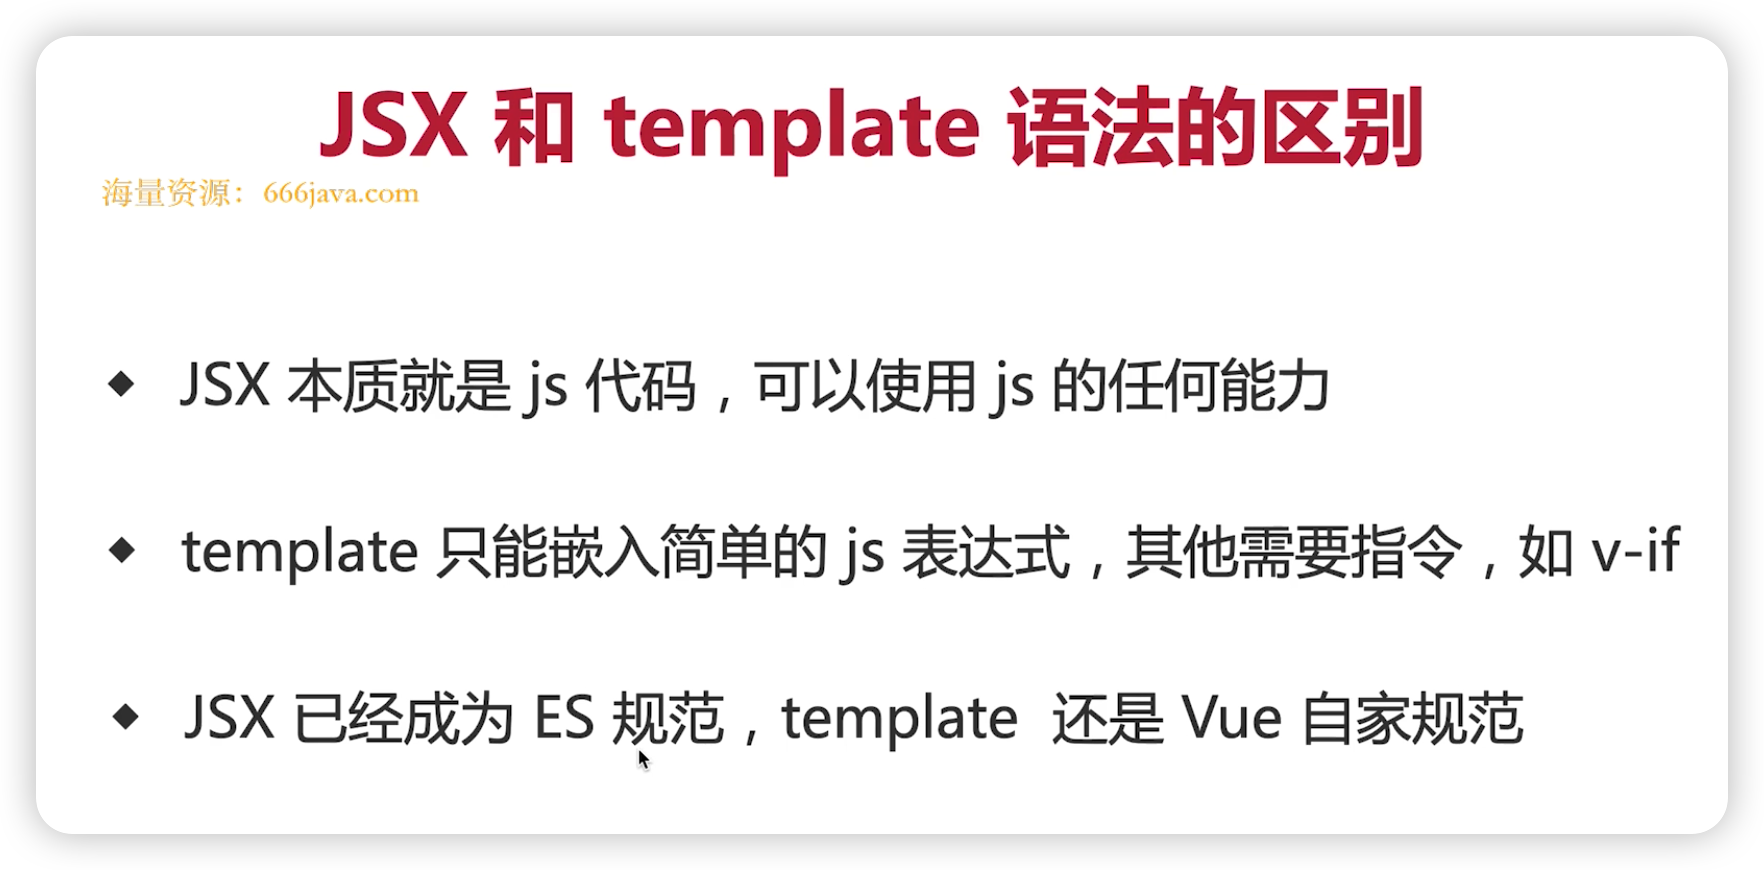 JSX 和 template 语法的区别
海量资源：666java.com
◆ JSX 本质就是 js 代码，可以使用 js 的任何能力
◆ template 只能嵌入简单的 js 表达式，其他需要指令，如 v-if
◆ JSX 已经成为 ES 规范，template 还是 Vue 自家规范